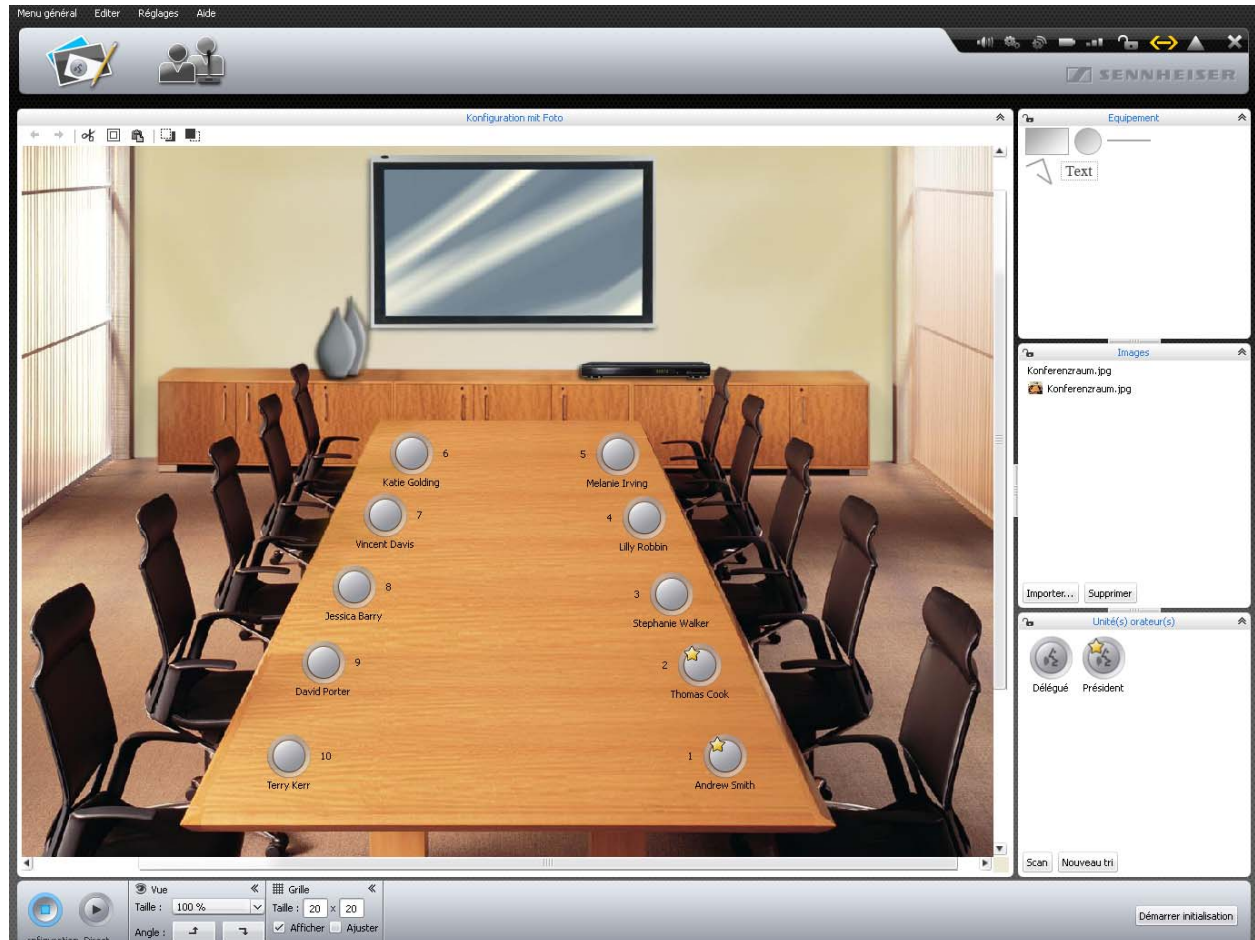 Menu général Editer Réglages Aide
SENNHEISER
Konfiguration mit Foto
6
Katie Golding
5
Melanie Irving
7
Vincent Davis
4
Lilly Robbin
8
Jessica Barry
3
Stephanie Walker
9
David Porter
2
Thomas Cook
10
Terry Kerr
1
Andrew Smith
Equipement
Text
Images
Konferenzraum.jpg
Konferenzraum.jpg
Importer... Supprimer
Unité(s) orateur(s)
Délégué Président
Scan Nouveau tri
Vue
Taille : 100 %
Angle :
Grille
Taille : 20 x 20
Afficher Ajuster
Démarrer initialisation